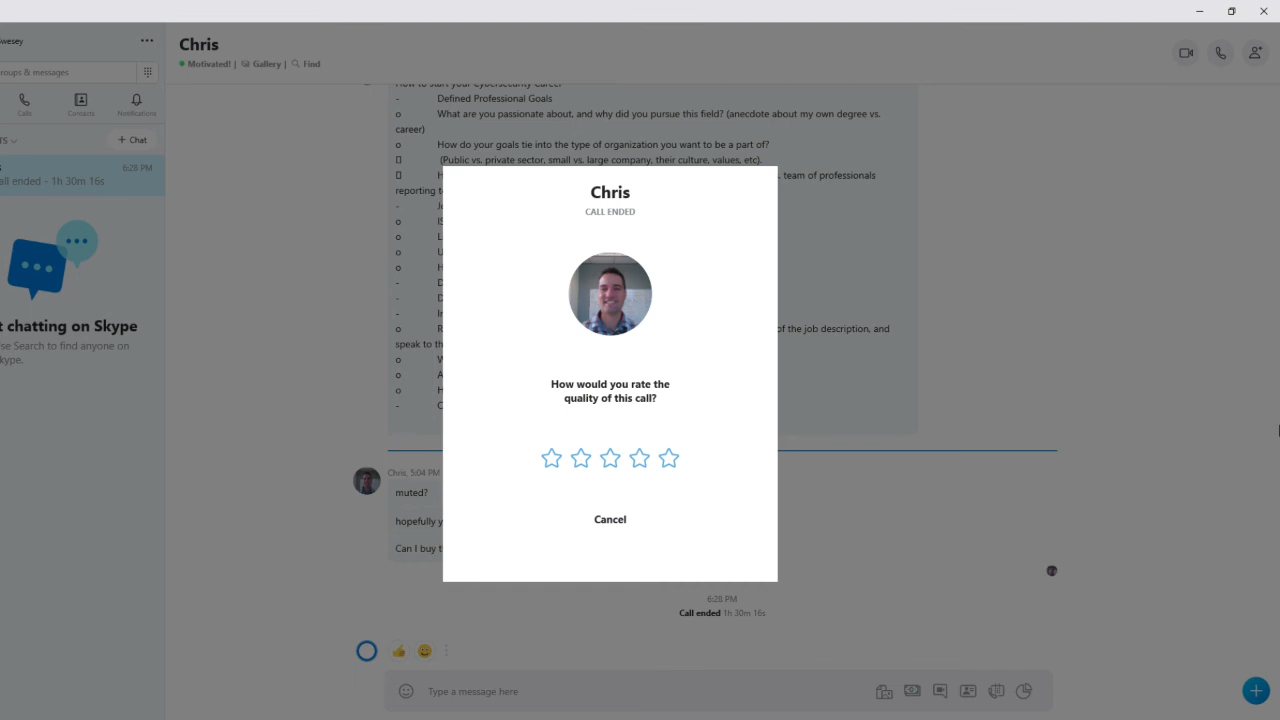 wesey
Chris
Motivated! | Gallery | Find
roups & messages
Calls
Contacts
Notifications
TS
+ Chat
6:28 PM
all ended - 1h 30m 16s
t chatting on Skype
se Search to find anyone on
kype.
How to start your Cybersecurity Career
- Defined Professional Goals
o What are you passionate about, and why did you pursue this field? (anecdote about my own degree vs.
career)
o How do your goals tie into the type of organization you want to be a part of?
(Public vs. private sector, small vs. large company, their culture, values, etc).
team of professionals
reporting
of the job description, and
speak to
Chris, 5:04 PM
muted?
hopefully
Can I buy
6:28 PM
Call ended 1h 30m 16s
Type a message here
Chris
CALL ENDED
How would you rate the
quality of this call?
Cancel